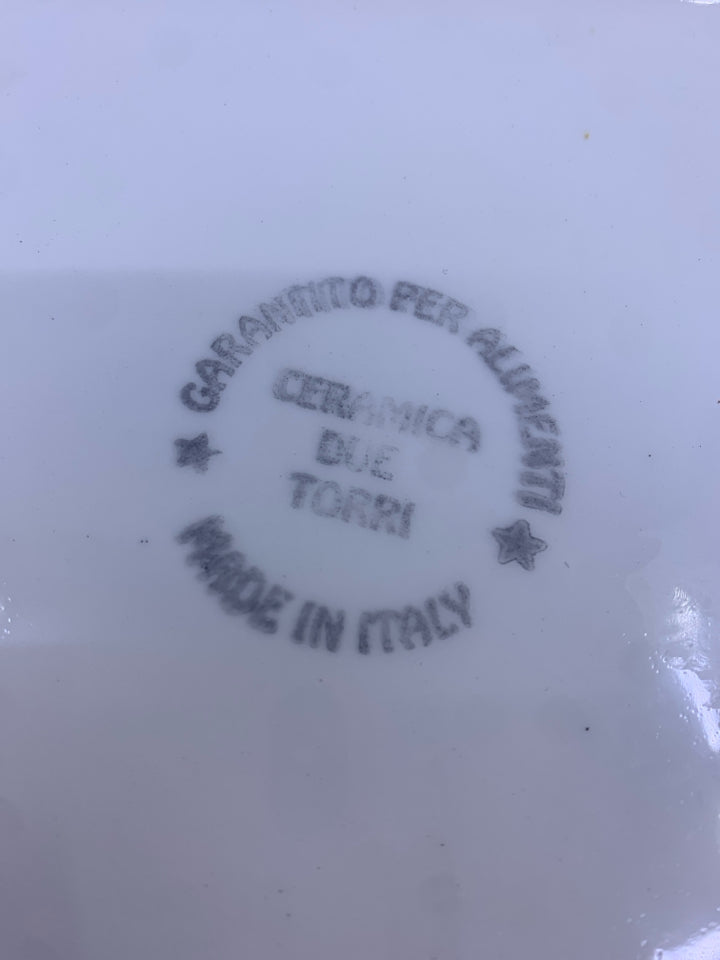 GARANTITO PER ALIMENTI
CERAMICA
DUE
TORRI
MADE IN ITALY